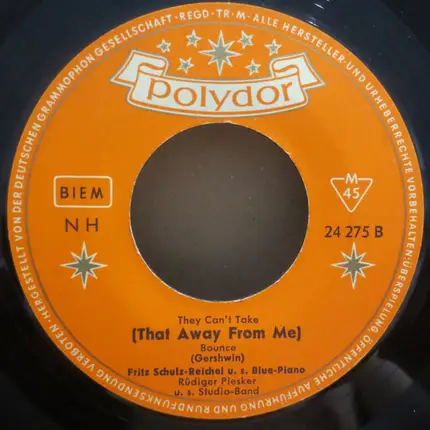 HERGESTELLT VON DER DEUTSCHEN GRAMMOPHON GESELLSCHAFT · REGD · TR · M · ALLE HERSTELLER- UND URHEBERRECHTE VORBEHALTEN · ÜBERSPIELUNG ÖFFENTLICHE AUFFÜHRUNG UND RUNDFUNKSENDUNG VERBOTEN ·
Polydor
BIEM
NH
M
45
24 275 B
They Can't Take
(That Away From Me)
Bounce
(Gershwin)
Fritz Schulz-Reichel u. s. Blue-Piano
Rüdiger Piesker
u. s. Studio-Band